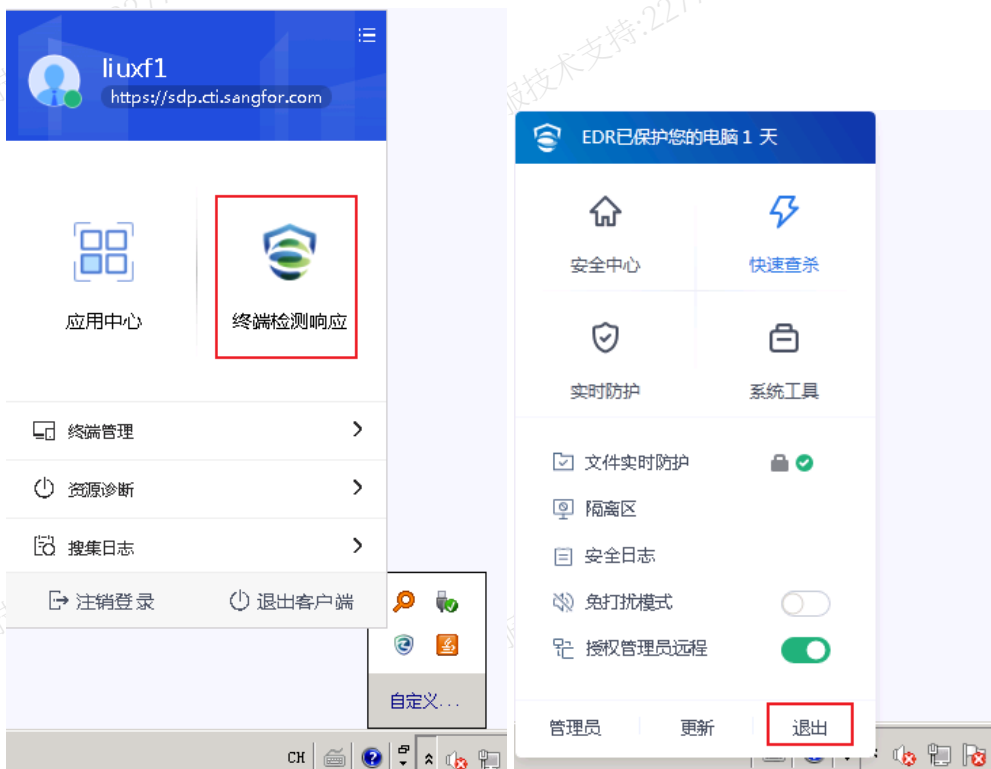 liuxf1
https://sdp.cti.sangfor.com
应用中心
终端检测响应
终端管理
资源诊断
搜集日志
注销登录
退出客户端
自定义...
CH
EDR已保护您的电脑 1 天
安全中心
快速查杀
实时防护
系统工具
文件实时防护
隔离区
安全日志
免打扰模式
授权管理员远程
管理员
更新
退出